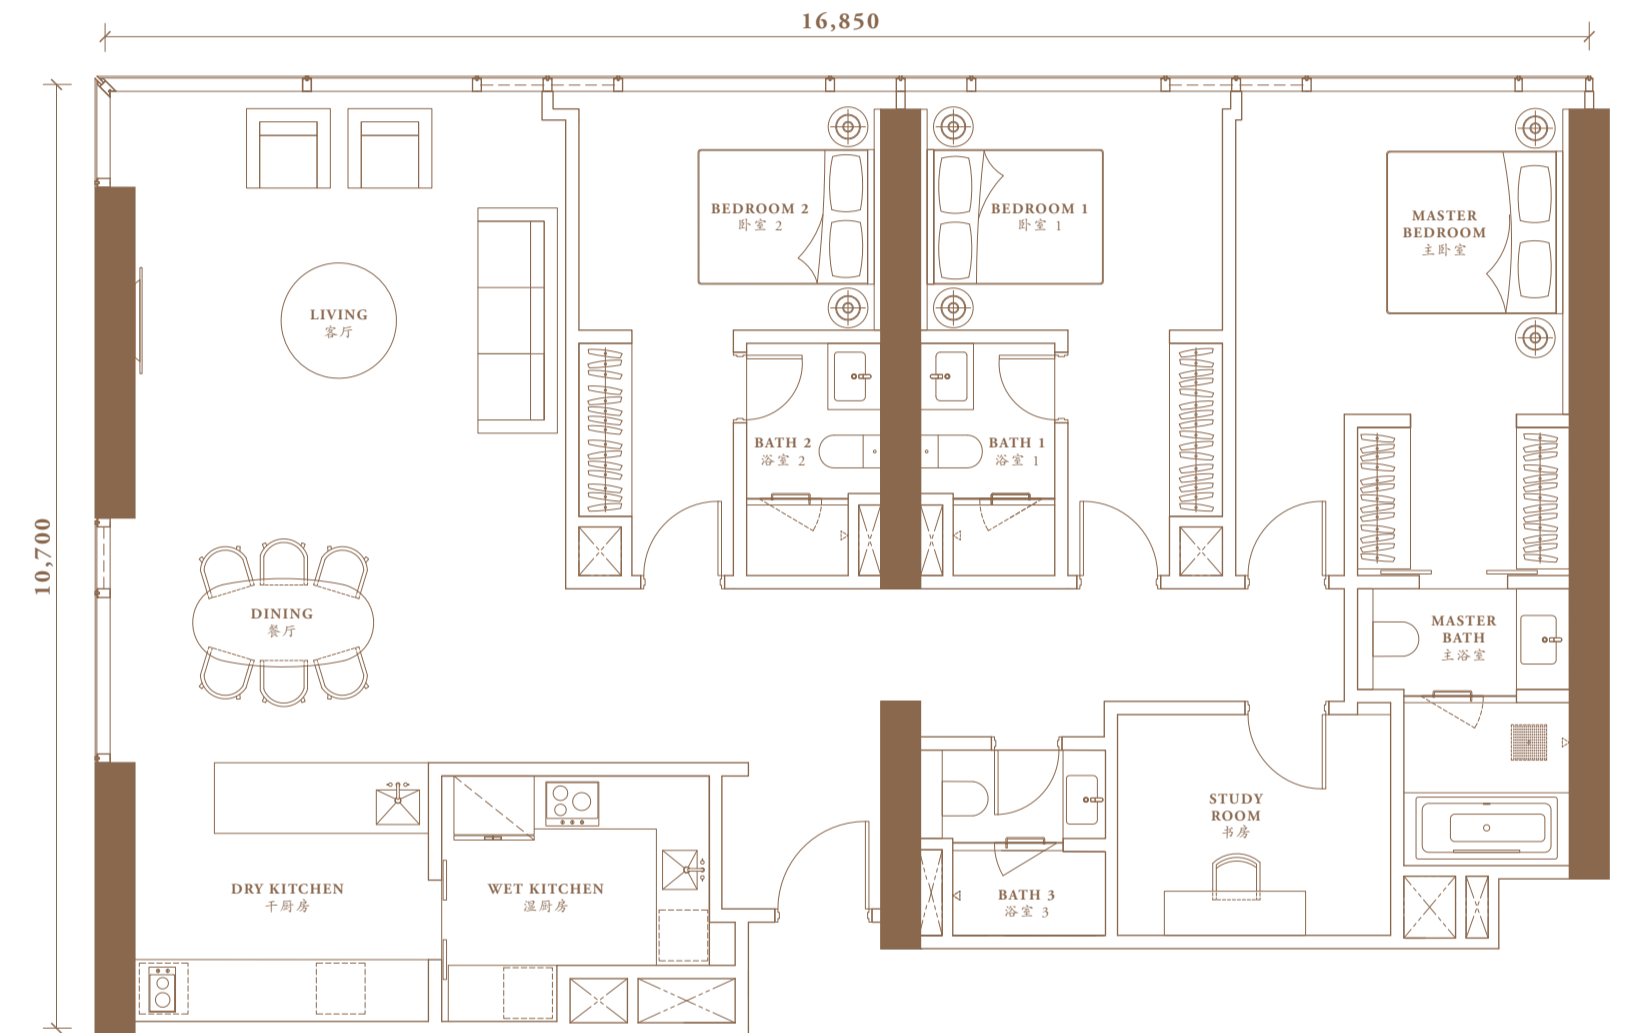 16,850
10,700
BEDROOM 2
卧室 2
BEDROOM 1
卧室 1
MASTER
BEDROOM
主卧室
LIVING
客厅
BATH 2
浴室 2
BATH 1
浴室 1
DINING
餐厅
MASTER
BATH
主浴室
STUDY
ROOM
书房
DRY KITCHEN
干厨房
WET KITCHEN
湿厨房
BATH 3
浴室 3